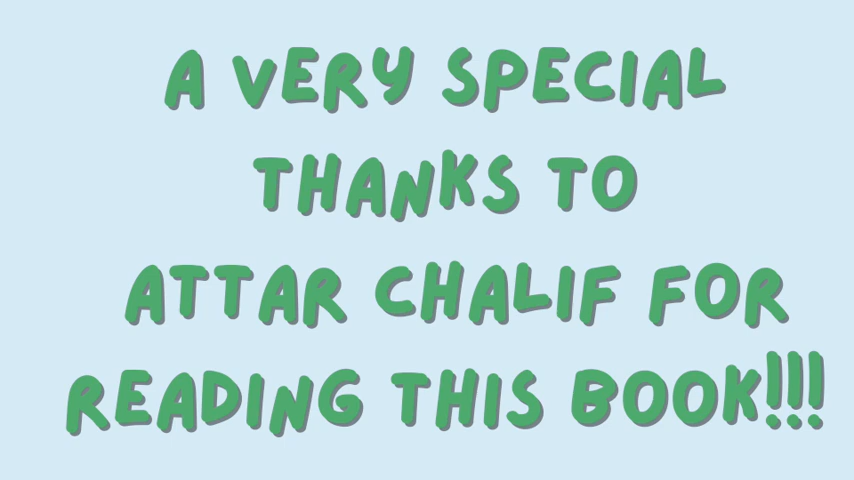 A VERY SPECIAL
THANKS TO
ATTAR CHALIF FOR
READING THIS BOOK!!!